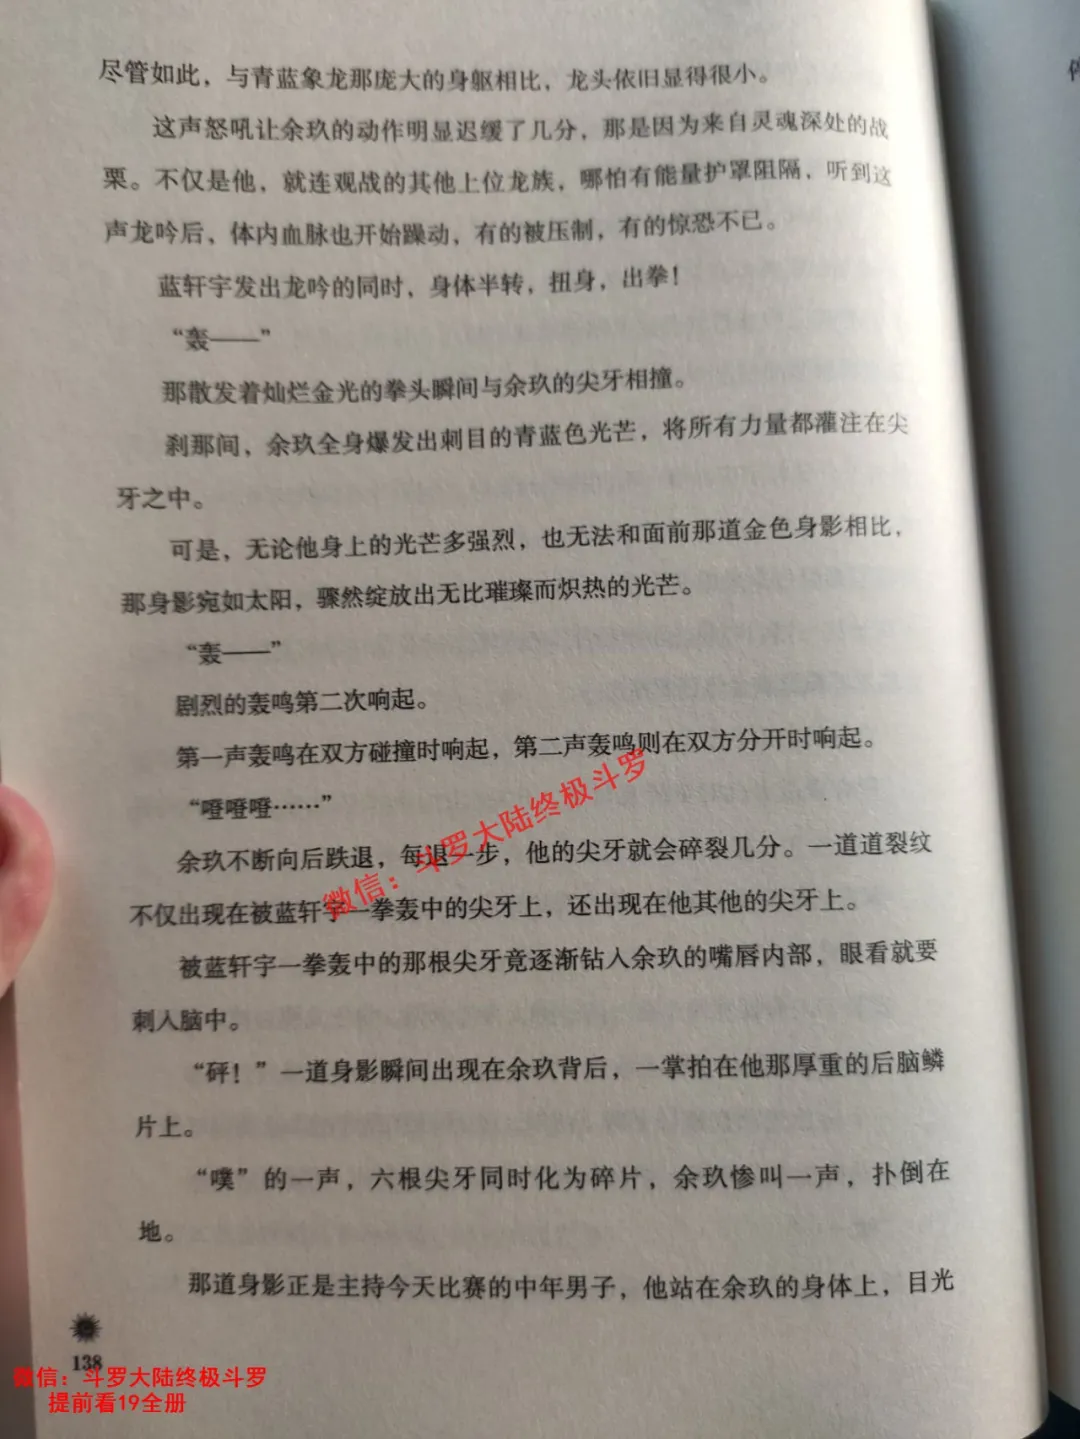 尽管如此，与青蓝象龙那庞大的身躯相比，龙头依旧显得很小。
这声怒吼让余玖的动作明显迟缓了几分，那是因为来自灵魂深处的战
栗。不仅是他，就连观战的其他上位龙族，哪怕有能量护罩阻隔，听到这
声龙吟后，体内血脉也开始躁动，有的被压制，有的惊恐不已。
蓝轩宇发出龙吟的同时，身体半转，扭身，出拳！
“轰——”
那散发着灿烂金光的拳头瞬间与余玖的尖牙相撞。
刹那间，余玖全身爆发出刺目的青蓝色光芒，将所有力量都灌注在尖
牙之中。
可是，无论他身上的光芒多强烈，也无法和面前那道金色身影相比，
那身影宛如太阳，骤然绽放出无比璀璨而炽热的光芒。
“轰——”
剧烈的轰鸣第二次响起。
第一声轰鸣在双方碰撞时响起，第二声轰鸣则在双方分开时响起。
“噔噔噔……”
余玖不断向后跌退，每退一步，他的尖牙就会碎裂几分。一道道裂纹
不仅出现在被蓝轩宇一拳轰中的尖牙上，还出现在他其他的尖牙上。
被蓝轩宇一拳轰中的那根尖牙竟逐渐钻入余玖的嘴唇内部，眼看就要
刺入脑中。
“砰！”一道身影瞬间出现在余玖背后，一掌拍在他那厚重的后脑鳞
片上。
“噗”的一声，六根尖牙同时化为碎片，余玖惨叫一声，扑倒在
地。
那道身影正是主持今天比赛的中年男子，他站在余玖的身体上，目光
138
微信：斗罗大陆终极斗罗
微信：斗罗大陆终极斗罗
提前看19全册